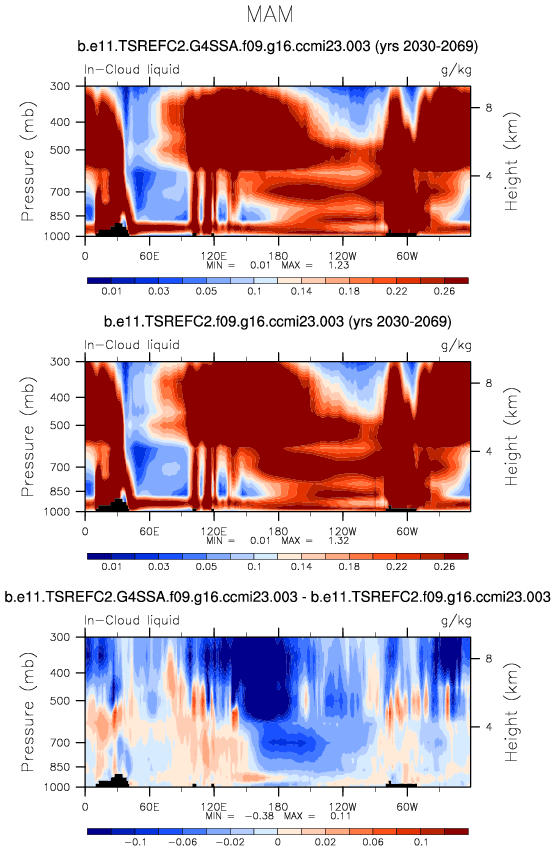 MAM
b.e11.TSREFC2.G4SSA.f09.g16.ccmi23.003 (yrs 2030-2069)
In-Cloud liquid g/kg
Pressure (mb)
300
400
500
700
850
1000
8
4
Height (km)
0 60E 120E 180 120W 60W
MIN = 0.01 MAX = 1.23
0.01 0.03 0.05 0.1 0.14 0.18 0.22 0.26
b.e11.TSREFC2.f09.g16.ccmi23.003 (yrs 2030-2069)
In-Cloud liquid g/kg
Pressure (mb)
300
400
500
700
850
1000
8
4
Height (km)
0 60E 120E 180 120W 60W
MIN = 0.01 MAX = 1.32
0.01 0.03 0.05 0.1 0.14 0.18 0.22 0.26
b.e11.TSREFC2.G4SSA.f09.g16.ccmi23.003 - b.e11.TSREFC2.f09.g16.ccmi23.003
In-Cloud liquid g/kg
Pressure (mb)
300
400
500
700
850
1000
8
4
Height (km)
0 60E 120E 180 120W 60W
MIN = -0.38 MAX = 0.11
-0.1 -0.06 -0.02 0 0.02 0.06 0.1